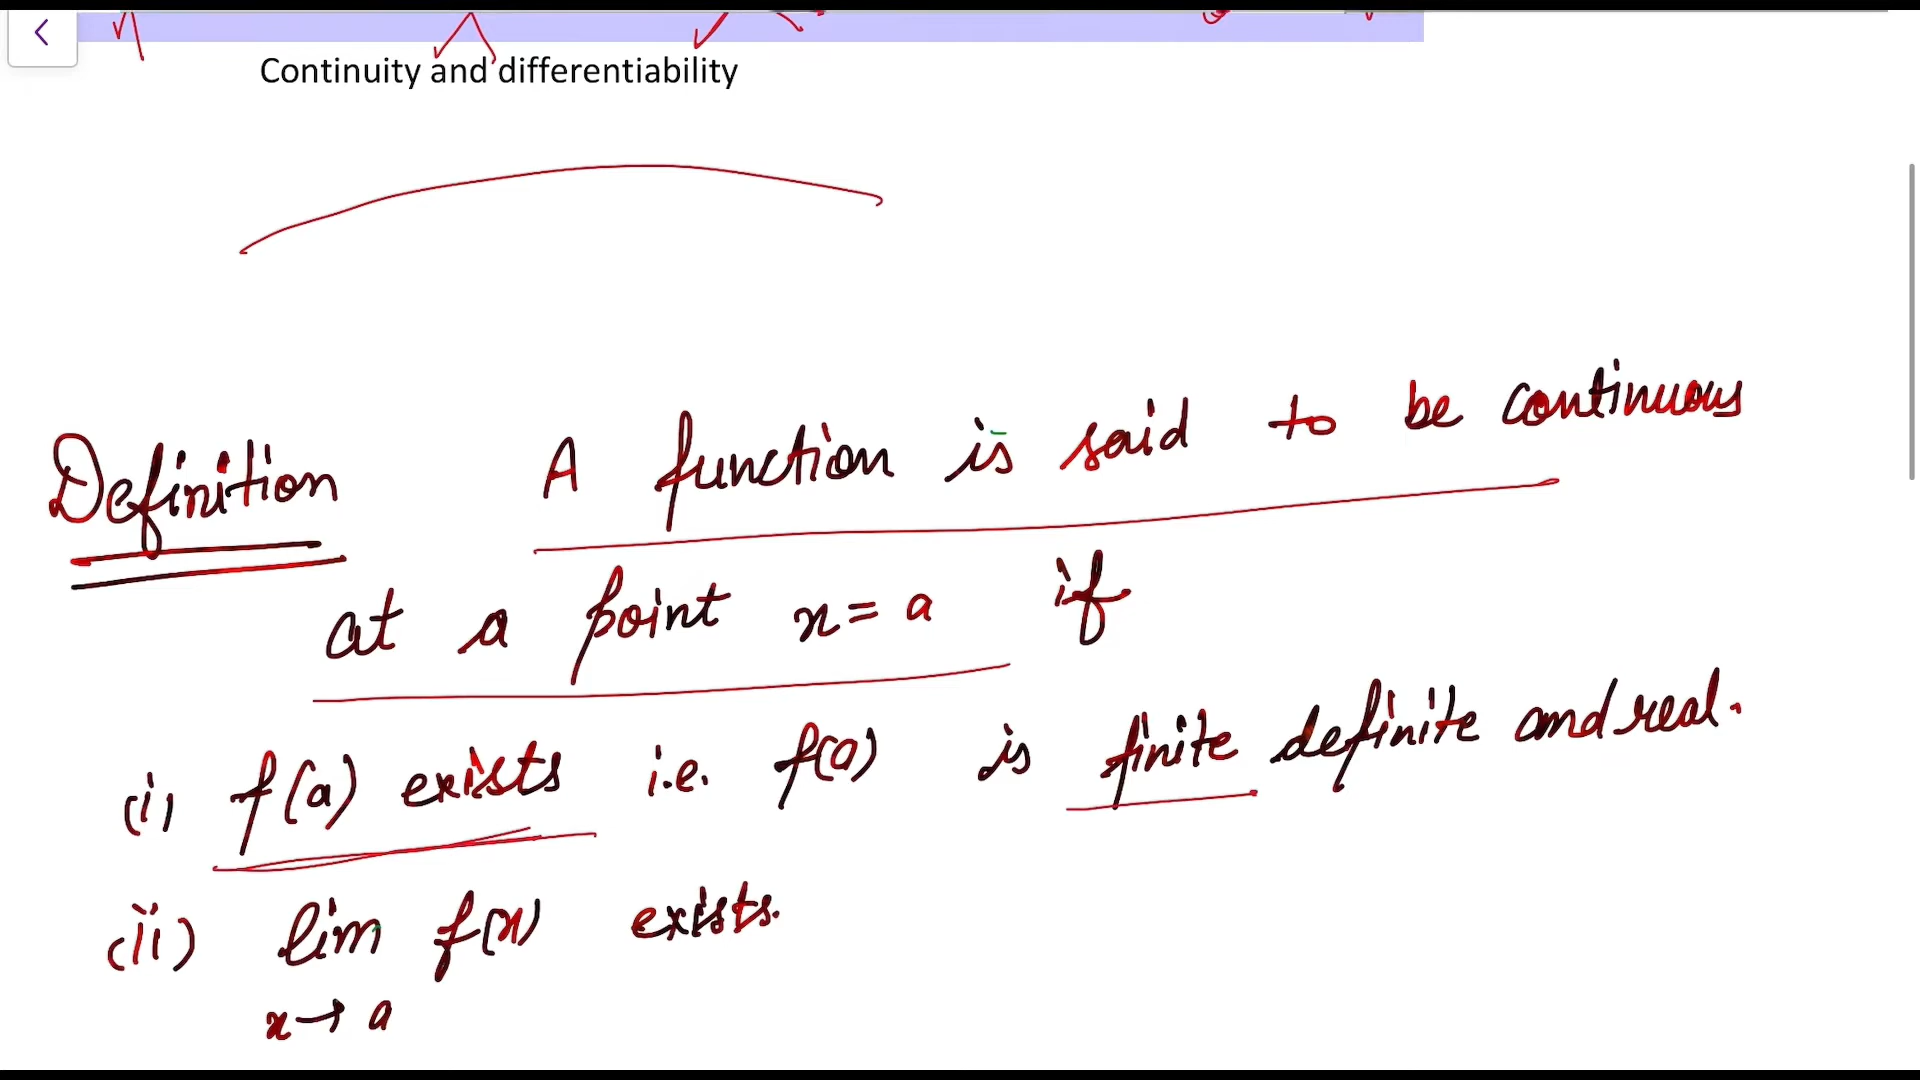 Continuity and differentiability
Definition A function is said to be continuous
at a point x = a if
(i) f(a) exists i.e. f(a) is finite definite and real.
(ii) lim f(x) exists.
x → a